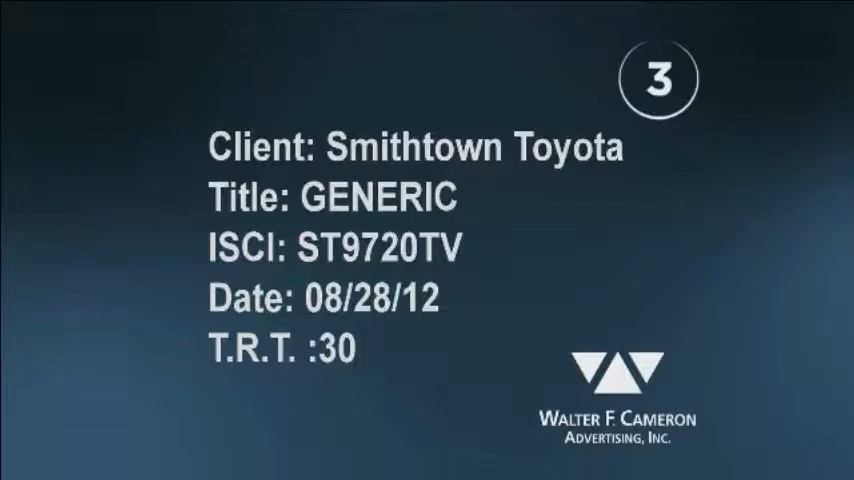 3
Client: Smithtown Toyota
Title: GENERIC
ISCI: ST9720TV
Date: 08/28/12
T.R.T. :30
WALTER F. CAMERON
ADVERTISING, INC.